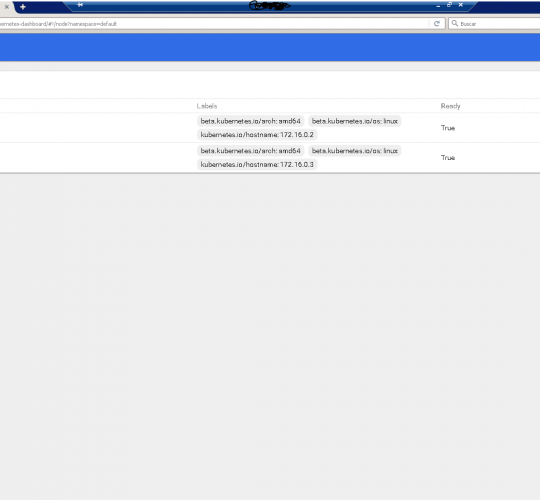 ernetes-dashboard/#!/node?namespace=default
Buscar
Labels Ready
beta.kubernetes.io/arch: amd64 beta.kubernetes.io/os: linux
kubernetes.io/hostname: 172.16.0.2
True
beta.kubernetes.io/arch: amd64 beta.kubernetes.io/os: linux
kubernetes.io/hostname: 172.16.0.3
True